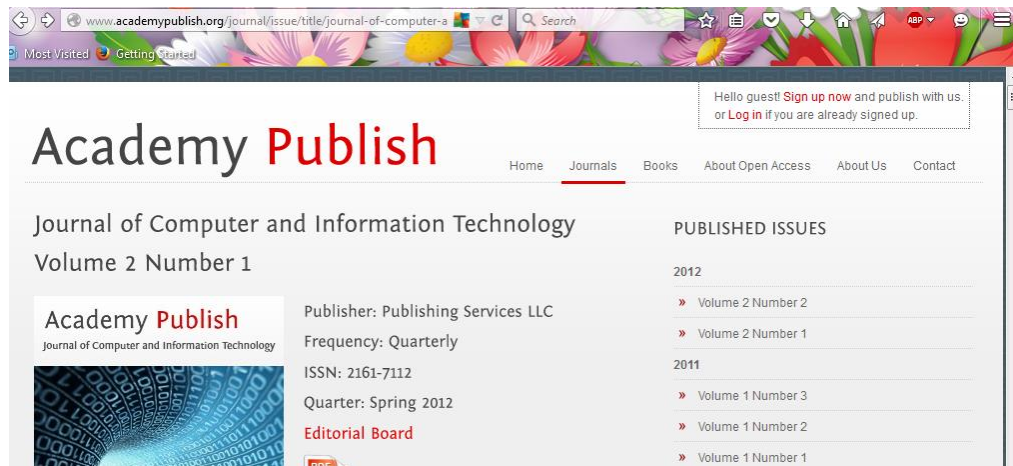 www.academypublish.org/journal/issue/title/journal-of-computer-a
Search
ABP
Most Visited
Getting Started
Hello guest! Sign up now and publish with us.
or Log in if you are already signed up.
Academy Publish
Home Journals Books About Open Access About Us Contact
Journal of Computer and Information Technology
Volume 2 Number 1
Academy Publish
Journal of Computer and Information Technology
Publisher: Publishing Services LLC
Frequency: Quarterly
ISSN: 2161-7112
Quarter: Spring 2012
Editorial Board
PDF
PUBLISHED ISSUES
2012
» Volume 2 Number 2
» Volume 2 Number 1
2011
» Volume 1 Number 3
» Volume 1 Number 2
» Volume 1 Number 1